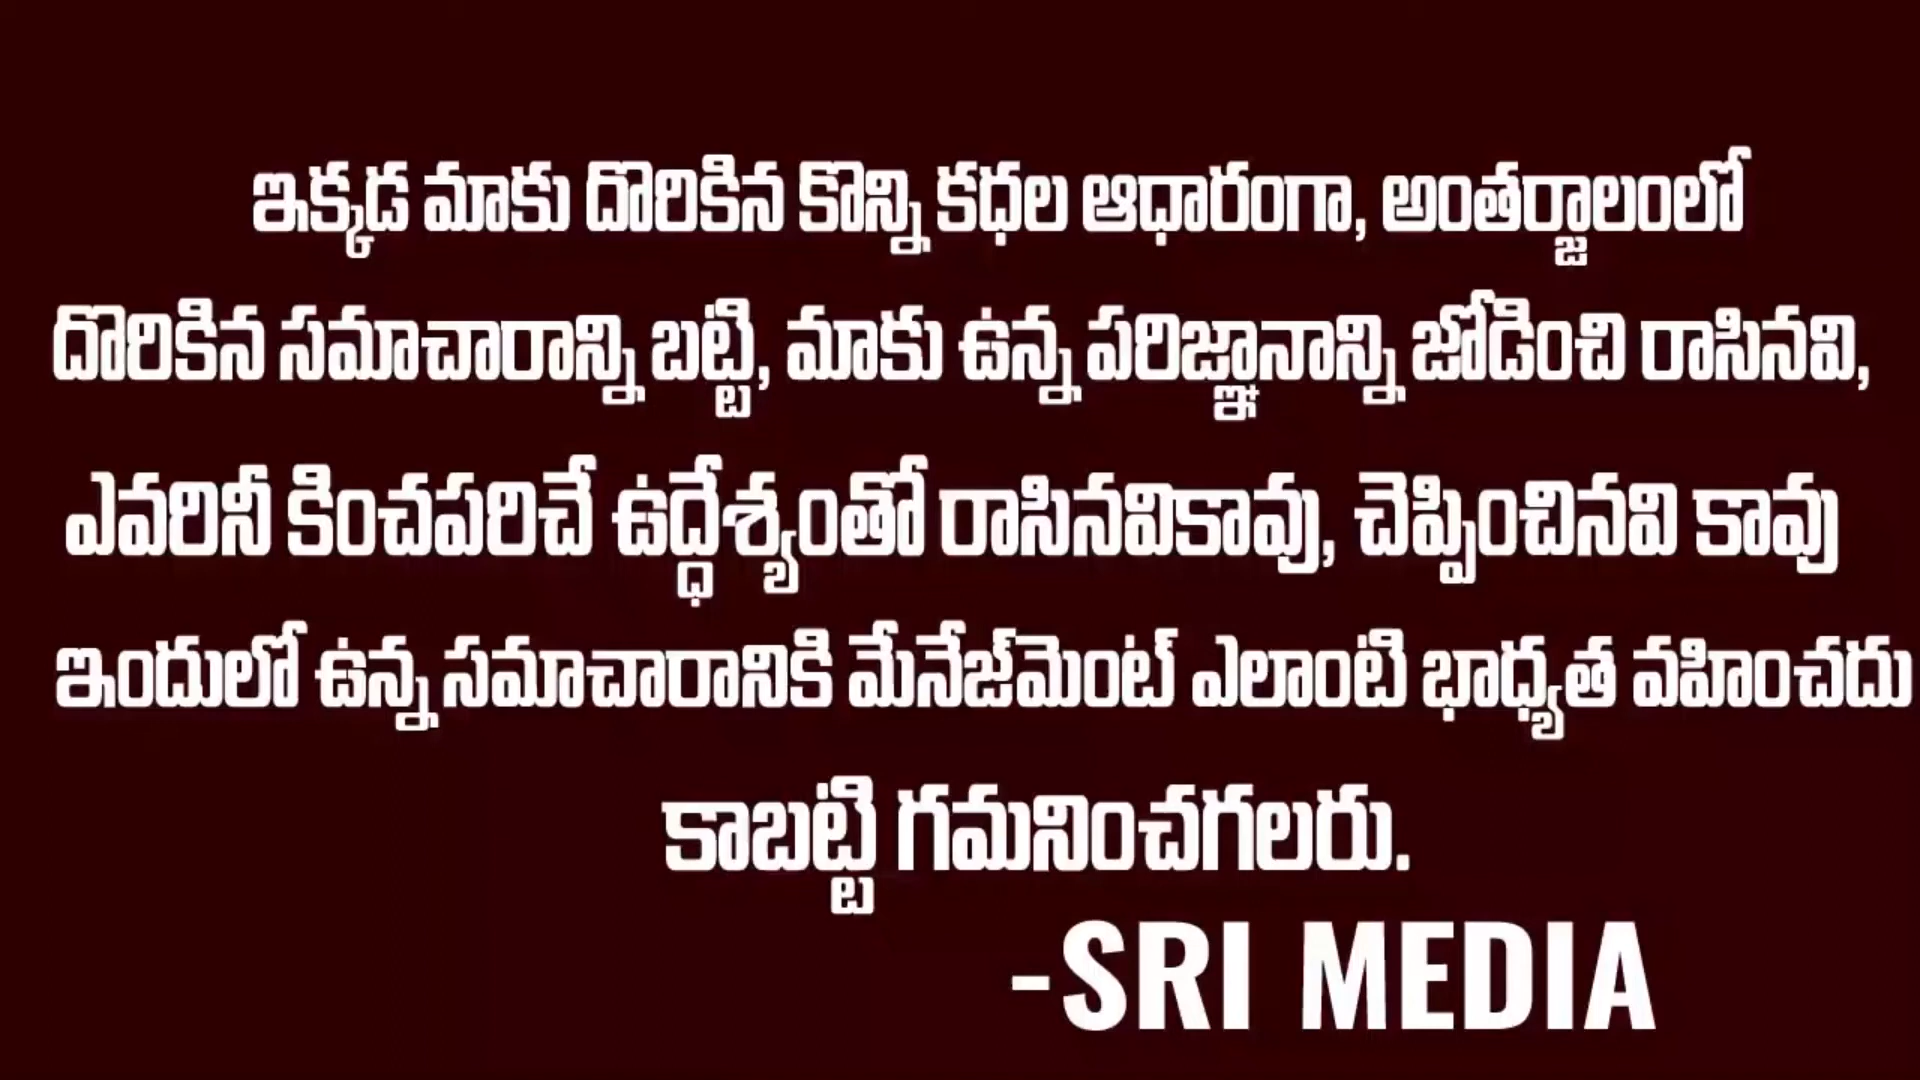 ఇక్కడ మాకు దొరికిన కొన్ని కధల ఆధారంగా, అంతర్జాలంలో
దొరికిన సమాచారాన్ని బట్టి, మాకు ఉన్న పరిజ్ఞానాన్ని జోడించి రాసినవి,
ఎవరినీ కించపరిచే ఉద్ధేశ్యంతో రాసినవికావు, చెప్పించినవి కావు
ఇందులో ఉన్న సమాచారానికి మేనేజ్‌మెంట్ ఎలాంటి భాధ్యత వహించదు
కాబట్టి గమనించగలరు.
-SRI MEDIA